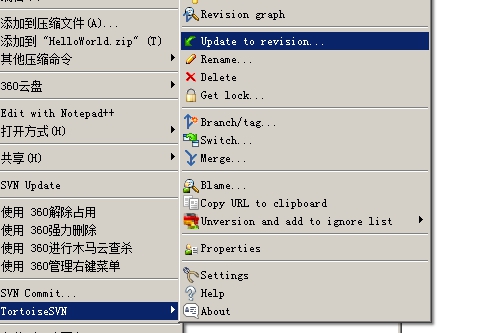 添加到压缩文件(A)...
添加到 "HelloWorld.zip" (T)
其他压缩命令
360云盘
Edit with Notepad++
打开方式(H)
共享(H)
SVN Update
使用 360解除占用
使用 360强力删除
使用 360进行木马云查杀
使用 360管理右键菜单
SVN Commit...
TortoiseSVN
Revision graph
Update to revision...
Rename...
Delete
Get lock...
Branch/tag...
Switch...
Merge...
Blame...
Copy URL to clipboard
Unversion and add to ignore list
Properties
Settings
Help
About